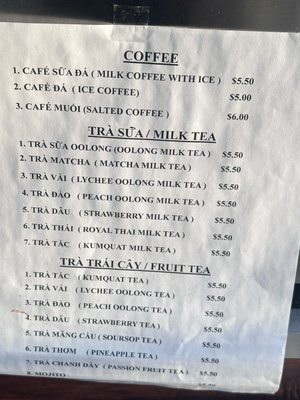 COFFEE
1. CAFÉ SỮA ĐÁ ( MILK COFFEE WITH ICE ) $5.50
2. CAFÉ ĐÁ ( ICE COFFEE) $5.00
3. CAFÉ MUỐI (SALTED COFFEE ) $6.00
TRÀ SỮA / MILK TEA
1. TRÀ SỮA OOLONG (OOLONG MILK TEA ) $5.50
2. TRÀ MATCHA ( MATCHA MILK TEA ) $5.50
3. TRÀ VẢI ( LYCHEE OOLONG MILK TEA ) $5.50
4. TRÀ ĐÀO ( PEACH OOLONG MILK TEA ) $5.50
5. TRÀ DÂU ( STRAWBERRY MILK TEA ) $5.50
6. TRÀ THÁI ( ROYAL THAI MILK TEA ) $5.50
7. TRÀ TẮC ( KUMQUAT MILK TEA ) $5.50
TRÀ TRÁI CÂY / FRUIT TEA
1. TRÀ TẮC ( KUMQUAT TEA ) $5.50
2. TRÀ VẢI ( LYCHEE OOLONG TEA ) $5.50
3. TRÀ ĐÀO ( PEACH OOLONG TEA ) $5.50
4. TRÀ DÂU ( STRAWBERRY TEA ) $5.50
5. TRÀ MÃNG CẦU ( SOURSOP TEA ) $5.50
6. TRÀ THƠM ( PINEAPPLE TEA ) $5.50
7. TRÀ CHANH DÂY ( PASSION FRUIT TEA ) $5.50
8. MOJITO